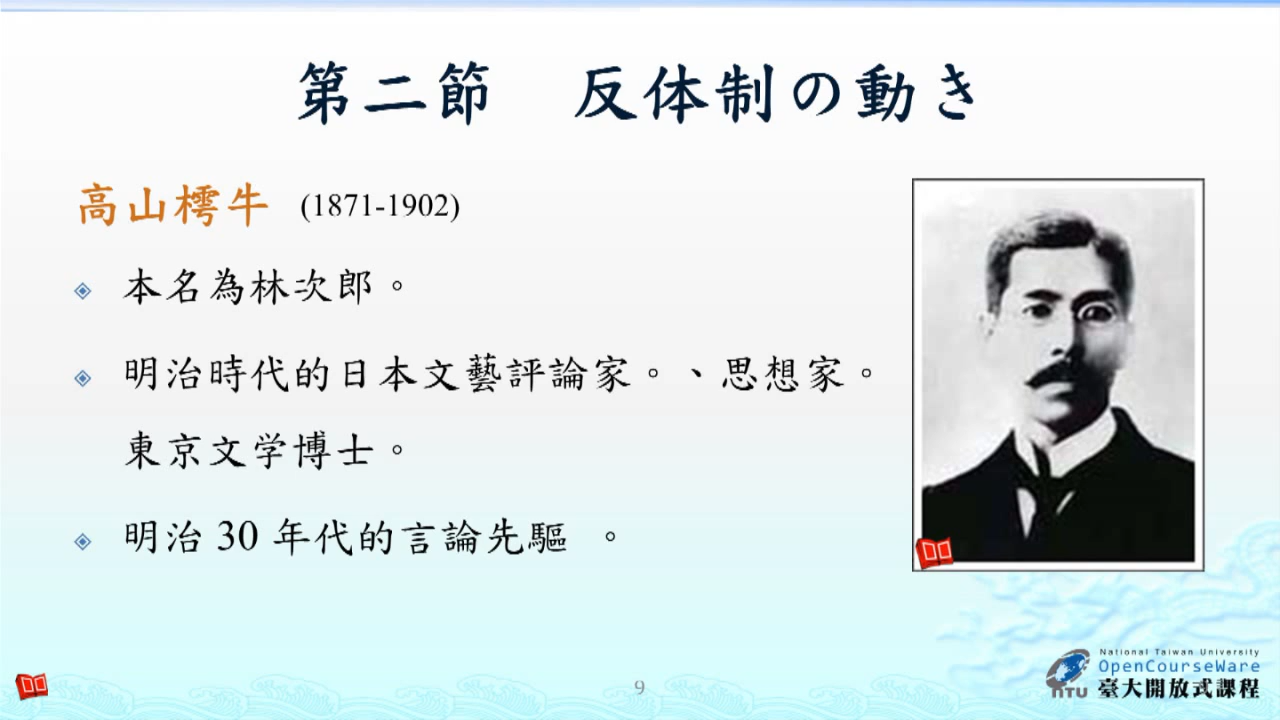 第二節　反体制の動き
高山樗牛 (1871-1902)
本名為林次郎。
明治時代的日本文藝評論家。、思想家。
東京文学博士。
明治 30 年代的言論先驅 。
9
National Taiwan University
OpenCourseWare
NTU 臺大開放式課程